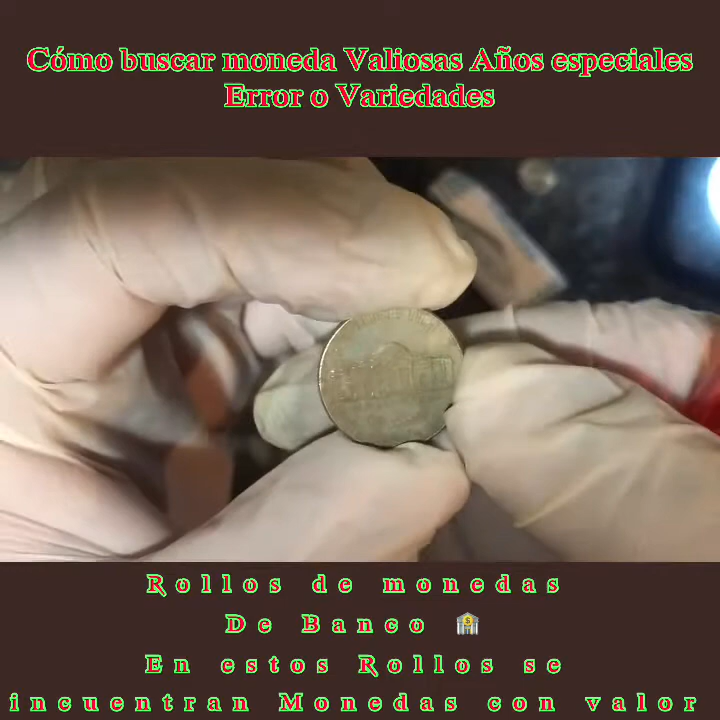 Cómo buscar moneda Valiosas Años especiales
Error o Variedades
Rollos de monedas
De Banco 🏦
En estos Rollos se
incuentran Monedas con valor